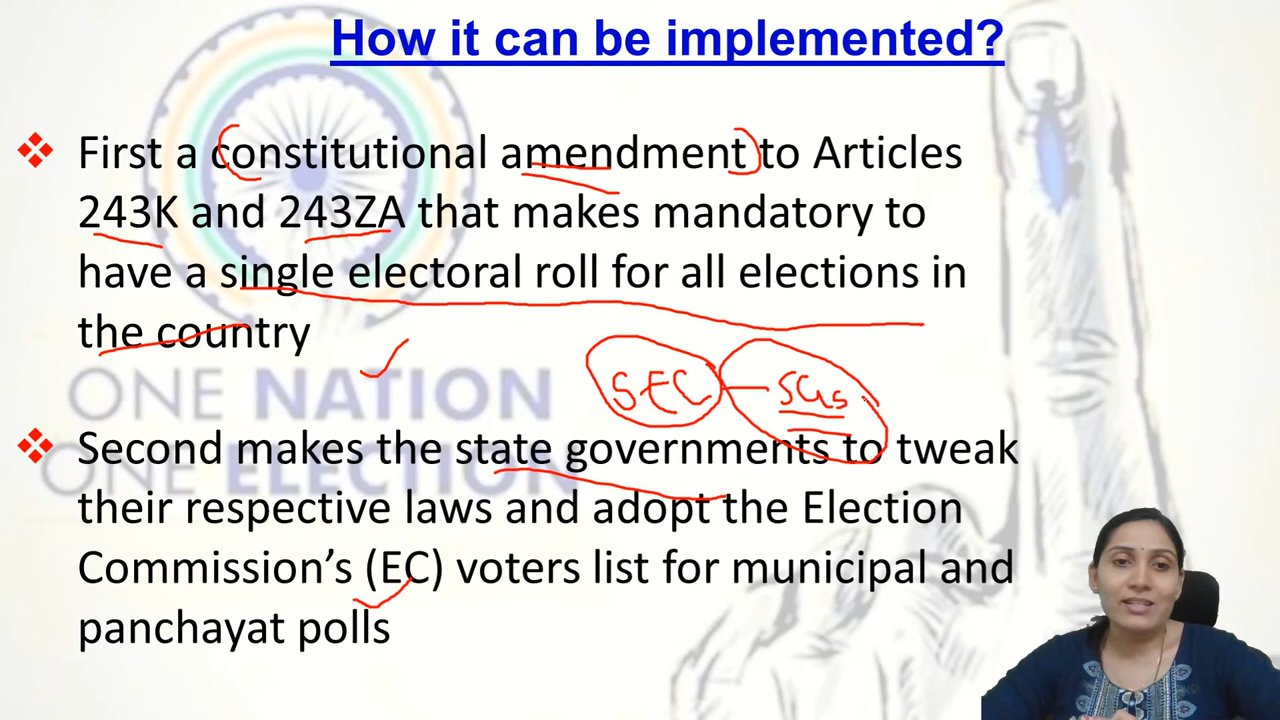 How it can be implemented?
First a constitutional amendment to Articles
243K and 243ZA that makes mandatory to
have a single electoral roll for all elections in
the country
ONE NATION
SEC - SGs
ONE ELECTION
Second makes the state governments to tweak
their respective laws and adopt the Election
Commission’s (EC) voters list for municipal and
panchayat polls